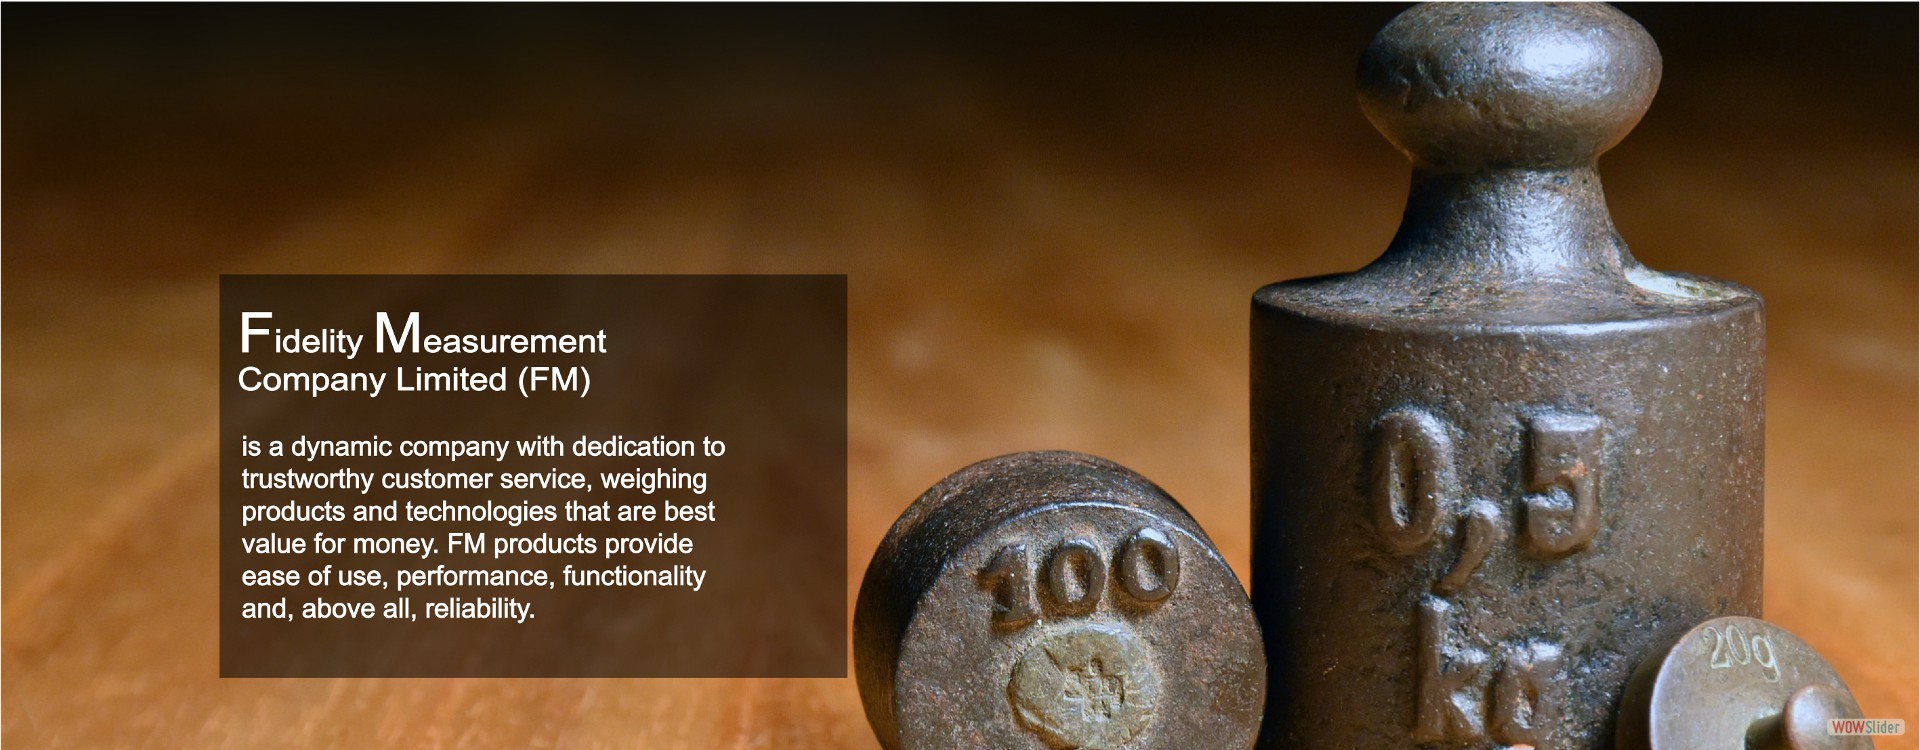 Fidelity Measurement
Company Limited (FM)
is a dynamic company with dedication to
trustworthy customer service, weighing
products and technologies that are best
value for money. FM products provide
ease of use, performance, functionality
and, above all, reliability.
100
0,5
kg
20g
WOWSlider